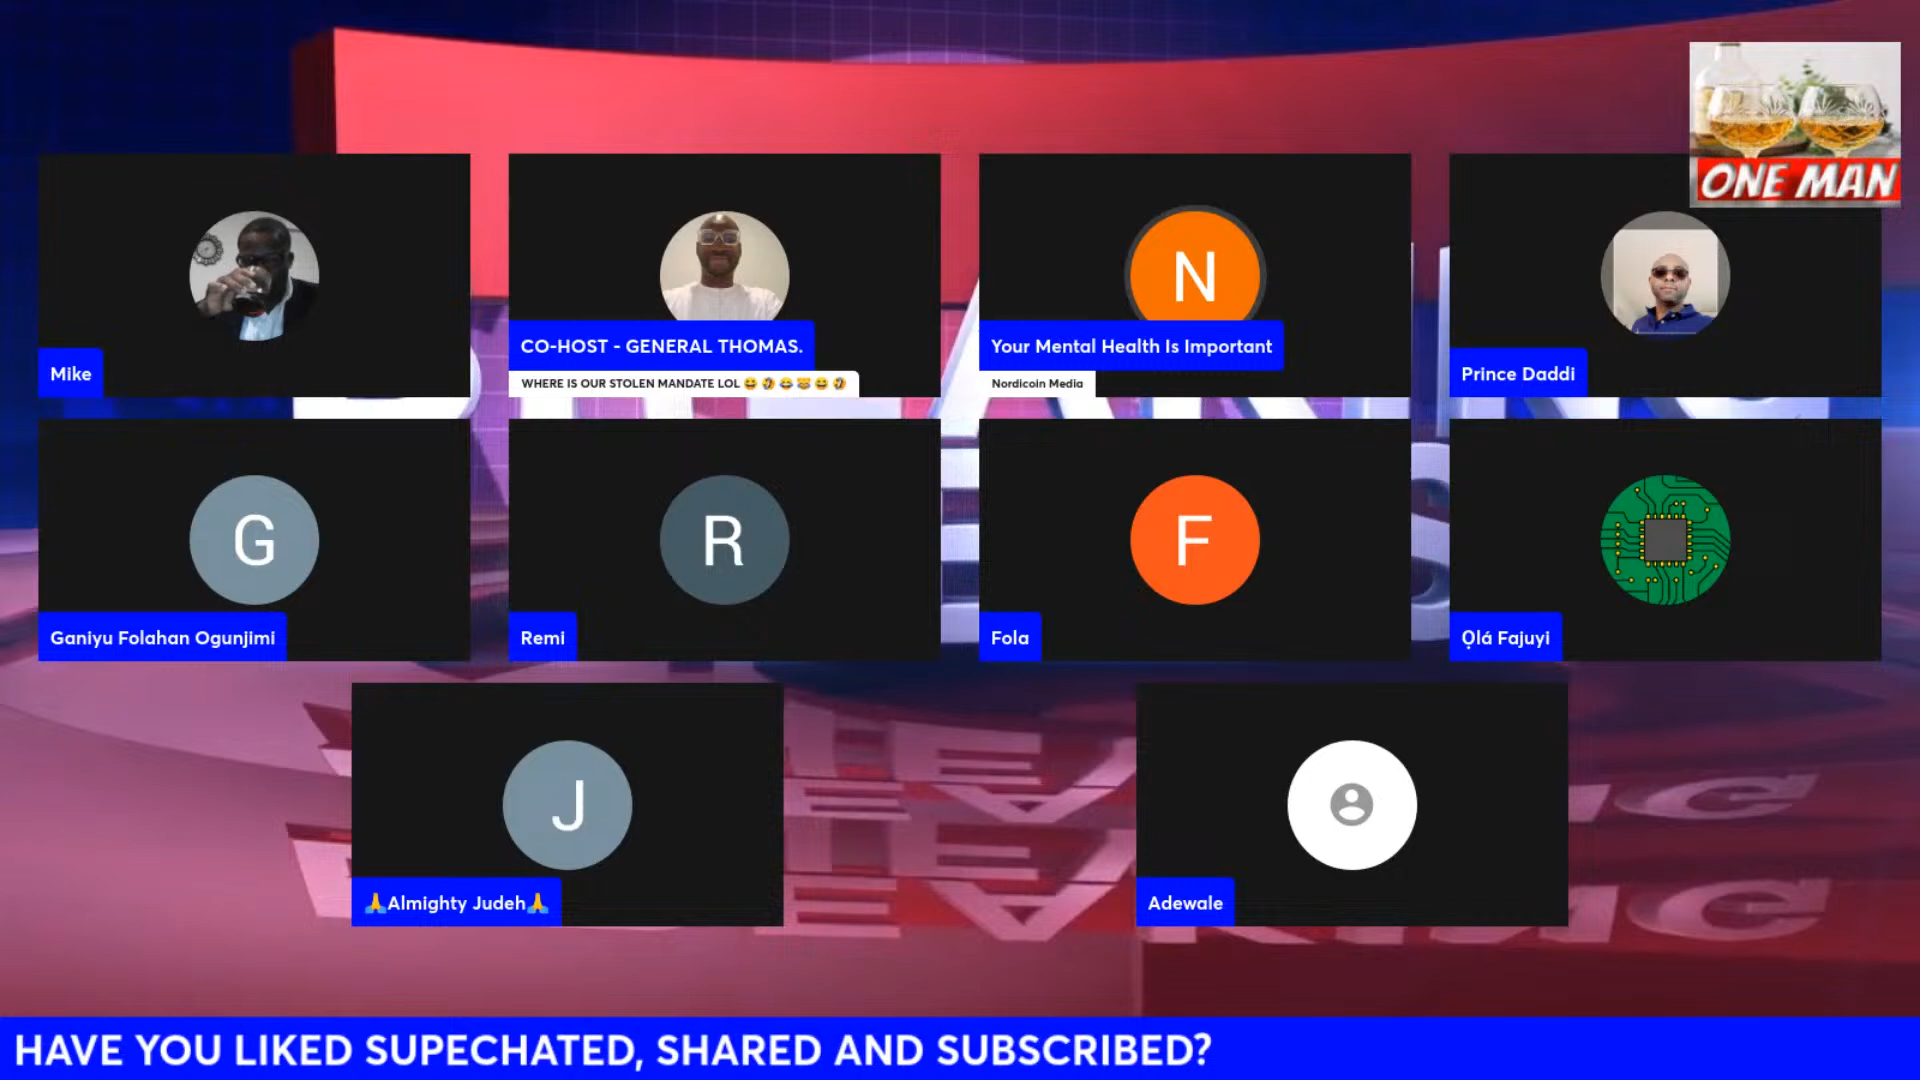 ONE MAN
Mike
CO-HOST - GENERAL THOMAS.
WHERE IS OUR STOLEN MANDATE LOL 😆 🤣 😂 😹 😆 🤣
N
Your Mental Health Is Important
Nordicoin Media
Prince Daddi
G
Ganiyu Folahan Ogunjimi
R
Remi
F
Fola
Ọlá Fajuyi
J
🙏Almighty Judeh🙏
Adewale
HAVE YOU LIKED SUPECHATED, SHARED AND SUBSCRIBED?